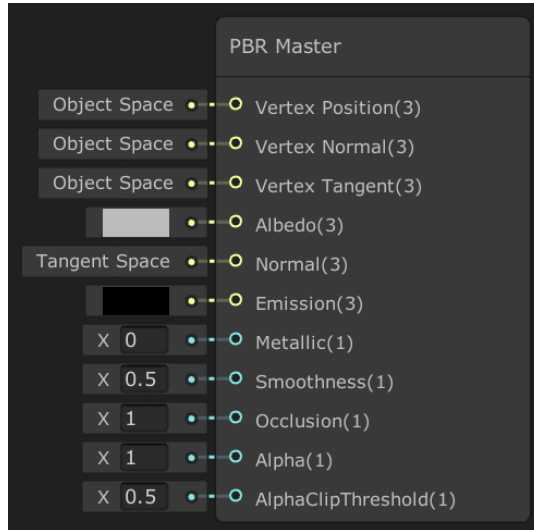 PBR Master
Object Space Vertex Position(3)
Object Space Vertex Normal(3)
Object Space Vertex Tangent(3)
Albedo(3)
Tangent Space Normal(3)
Emission(3)
X 0 Metallic(1)
X 0.5 Smoothness(1)
X 1 Occlusion(1)
X 1 Alpha(1)
X 0.5 AlphaClipThreshold(1)